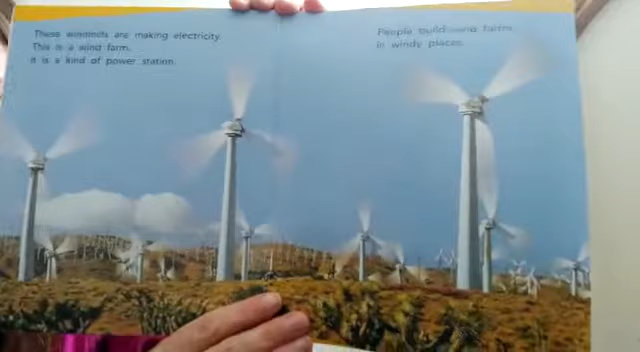 These windmills are making electricity.
This is a wind farm.
It is a kind of power station.
People build wind farms
in windy places.